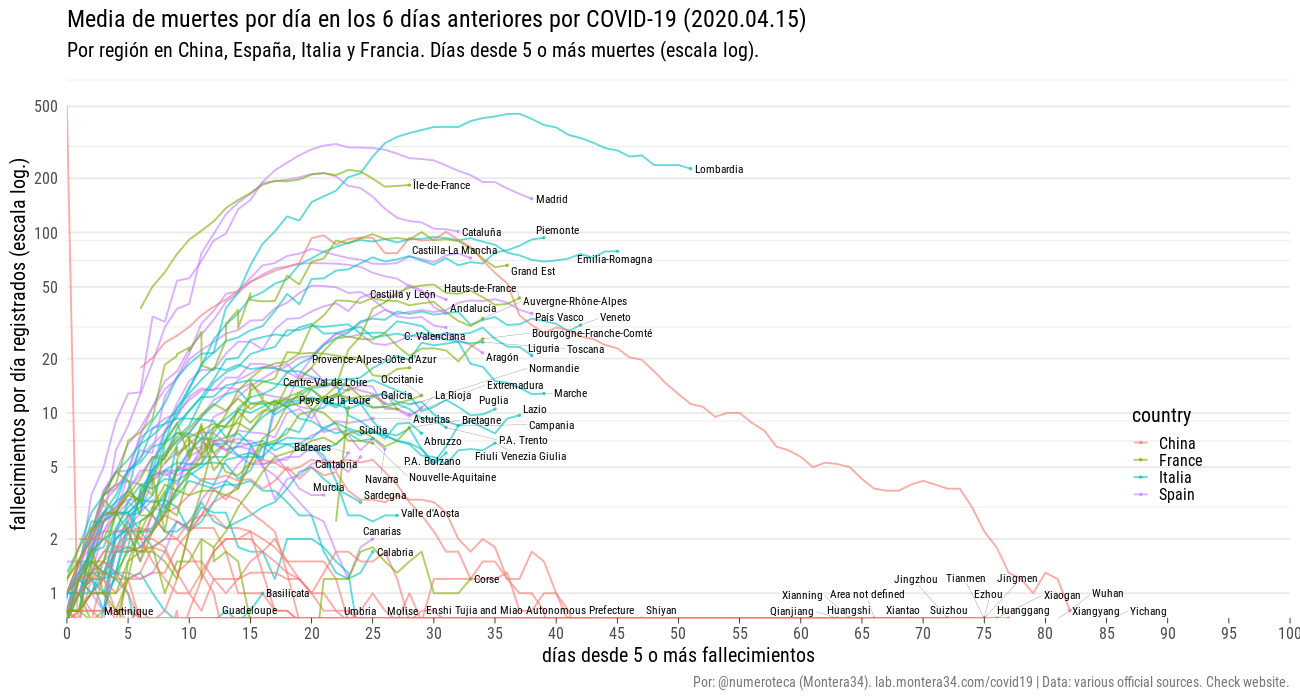 Media de muertes por día en los 6 días anteriores por COVID-19 (2020.04.15)
Por región en China, España, Italia y Francia. Días desde 5 o más muertes (escala log).
fallecimientos por día registrados (escala log.)
500
200
100
50
20
10
5
2
1
Lombardia
Île-de-France
Madrid
Cataluña
Piemonte
Castilla-La Mancha
Emilia-Romagna
Grand Est
Hauts-de-France
Castilla y León
Auvergne-Rhône-Alpes
Andalucía
País Vasco
Veneto
C. Valenciana
Bourgogne-Franche-Comté
Liguria
Toscana
Aragón
Provence-Alpes-Côte d'Azur
Normandie
Centre-Val de Loire
Occitanie
Extremadura
Galicia
La Rioja
Marche
Pays de la Loire
Puglia
Lazio
Asturias
Bretagne
Campania
Sicilia
Abruzzo
P.A. Trento
Baleares
Friuli Venezia Giulia
Cantabria
P.A. Bolzano
Navarra
Nouvelle-Aquitaine
Murcia
Sardegna
Valle d'Aosta
Canarias
Calabria
Corse
Jingzhou
Tianmen
Jingmen
Basilicata
Xianning
Area not defined
Ezhou
Xiaogan
Wuhan
Martinique
Guadeloupe
Umbria
Molise
Enshi Tujia and Miao Autonomous Prefecture
Shiyan
Qianjiang
Huangshi
Xiantao
Suizhou
Huanggang
Xiangyang
Yichang
country
China
France
Italia
Spain
0 5 10 15 20 25 30 35 40 45 50 55 60 65 70 75 80 85 90 95 100
días desde 5 o más fallecimientos
Por: @numeroteca (Montera34). lab.montera34.com/covid19 | Data: various official sources. Check website.